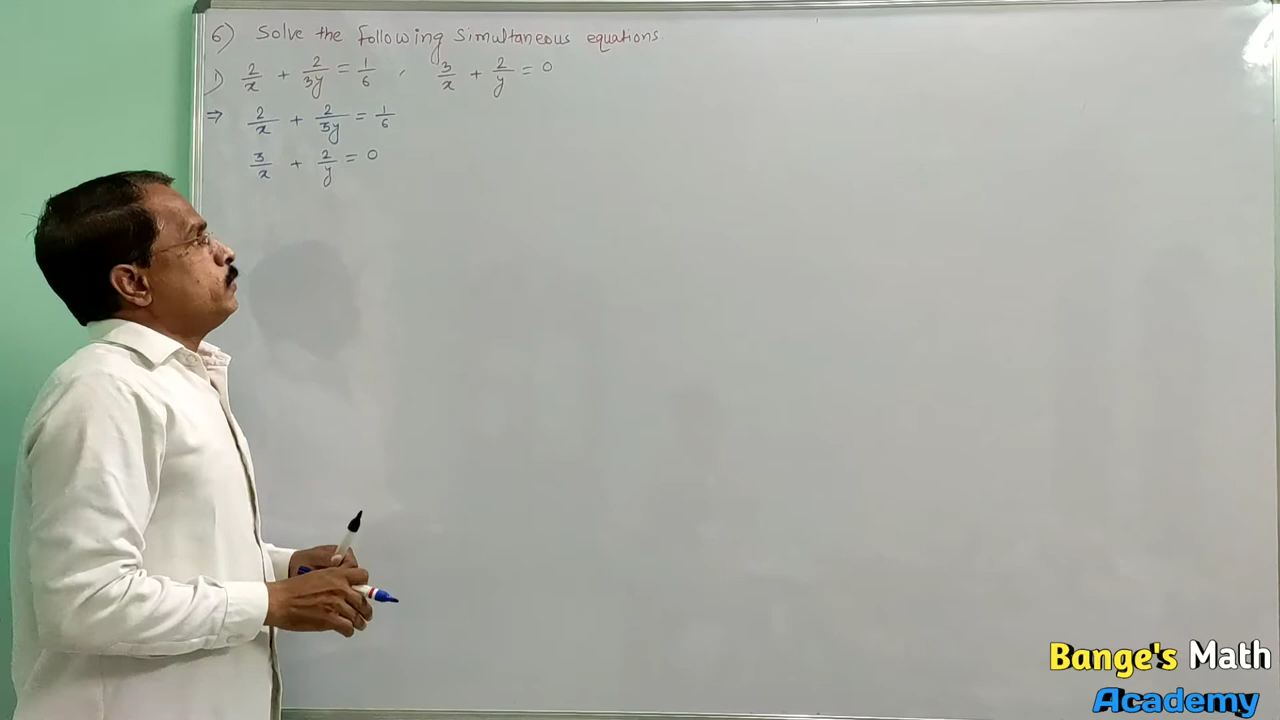 6) Solve the following simultaneous equations.
1) 2/x + 2/3y = 1/6 , 3/x + 2/y = 0
⇒ 2/x + 2/3y = 1/6
3/x + 2/y = 0
Bange's Math
Academy